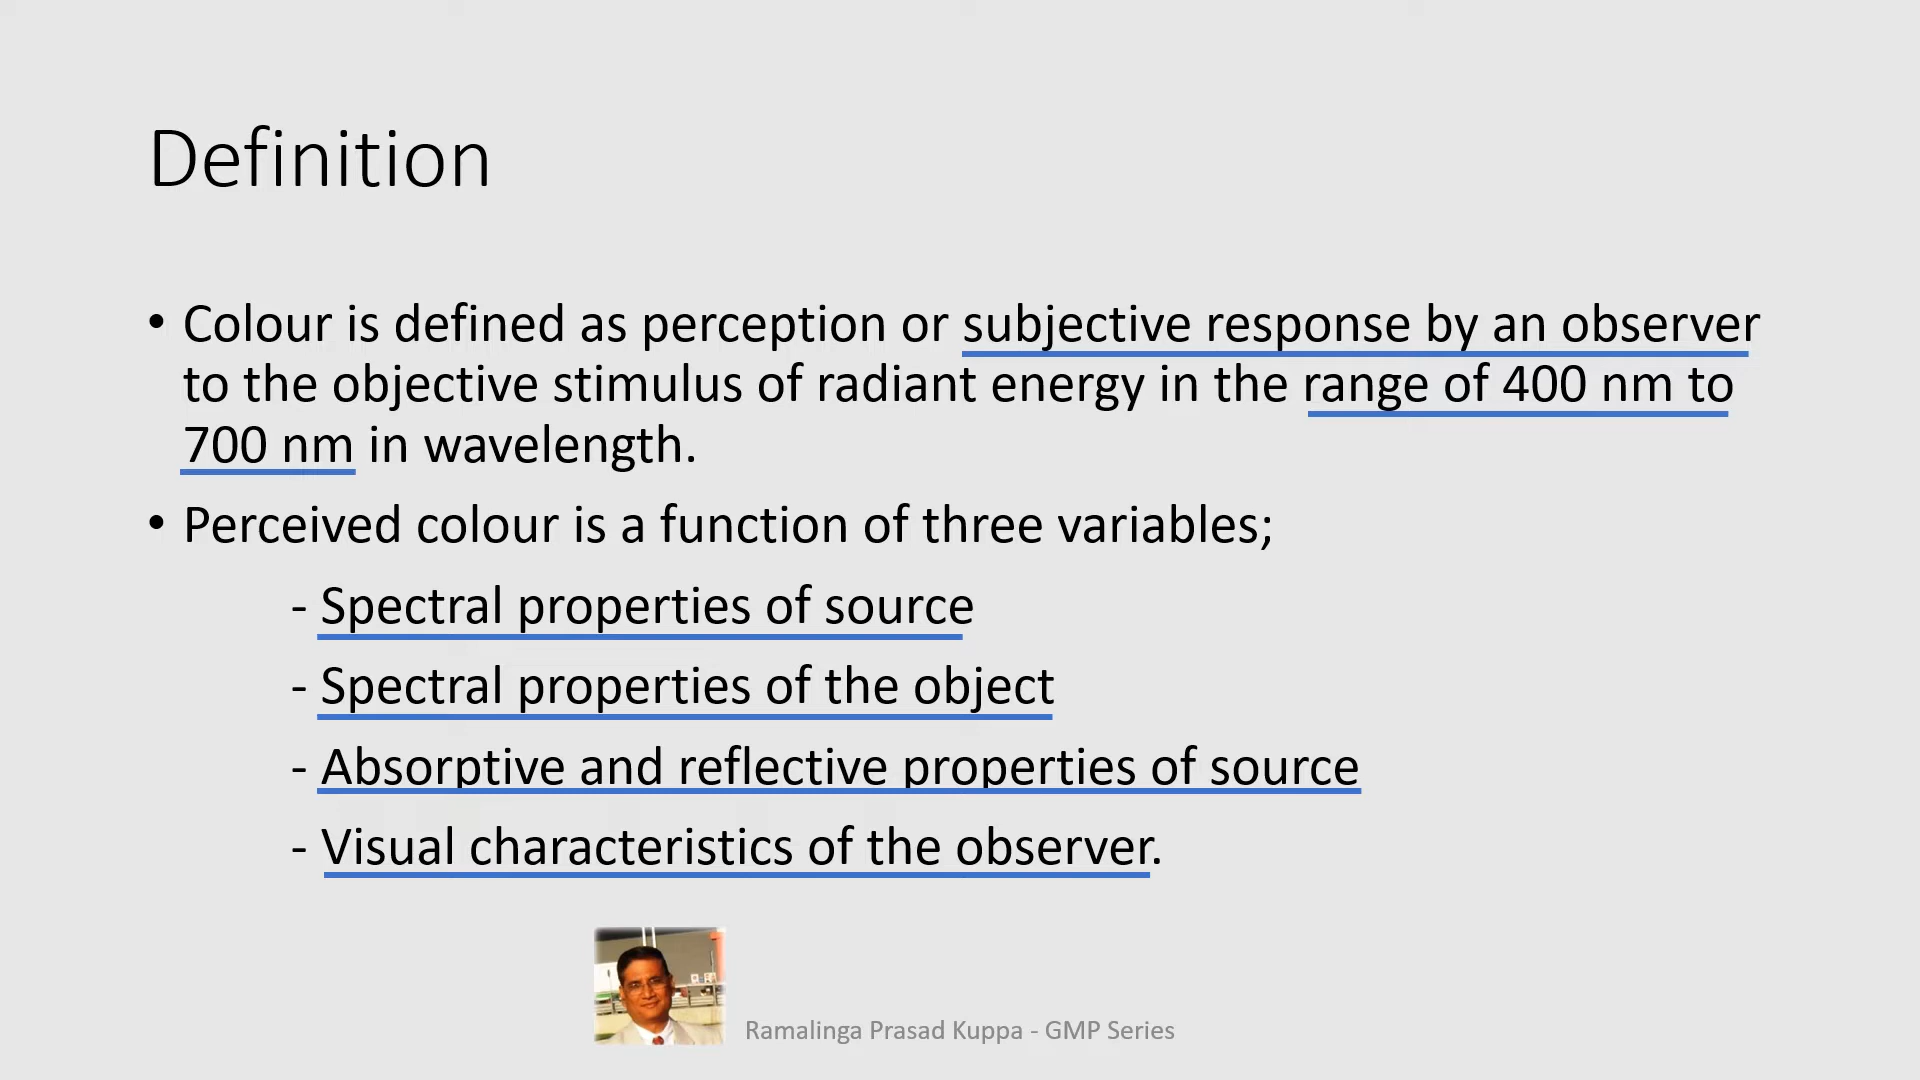 Definition
• Colour is defined as perception or subjective response by an observer
to the objective stimulus of radiant energy in the range of 400 nm to
700 nm in wavelength.
• Perceived colour is a function of three variables;
- Spectral properties of source
- Spectral properties of the object
- Absorptive and reflective properties of source
- Visual characteristics of the observer.
Ramalinga Prasad Kuppa - GMP Series